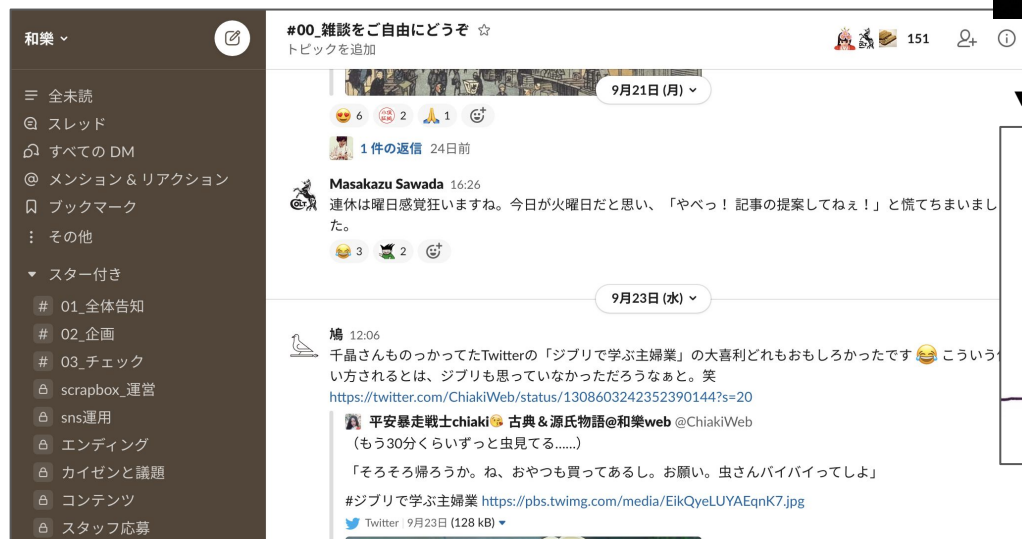 和樂
全未読
スレッド
すべての DM
メンション & リアクション
ブックマーク
その他
スター付き
# 01_全体告知
# 02_企画
# 03_チェック
scrapbox_運営
sns運用
エンディング
カイゼンと議題
コンテンツ
スタッフ応募
#00_雑談をご自由にどうぞ
トピックを追加
151
9月21日 (月)
6
2
1
1 件の返信 24日前
Masakazu Sawada 16:26
連休は曜日感覚狂いますね。今日が火曜日だと思い、「やべっ! 記事の提案してねぇ!」と慌てちまいまし
た。
3
2
9月23日 (水)
鳩 12:06
千晶さんものっかってたTwitterの「ジブリで学ぶ主婦業」の大喜利どれもおもしろかったです😂 こういう
い方されるとは、ジブリも思っていなかっただろうなぁと。笑
https://twitter.com/ChiakiWeb/status/1308603242352390144?s=20
平安暴走戦士chiaki😘 古典&源氏物語@和樂web @ChiakiWeb
(もう30分くらいずっと虫見てる……)
「そろそろ帰ろうか。ね、おやつも買ってあるし。お願い。虫さんバイバイってしよ」
#ジブリで学ぶ主婦業 https://pbs.twimg.com/media/EikQyeLUYAEqnK7.jpg
Twitter 9月23日 (128 kB)